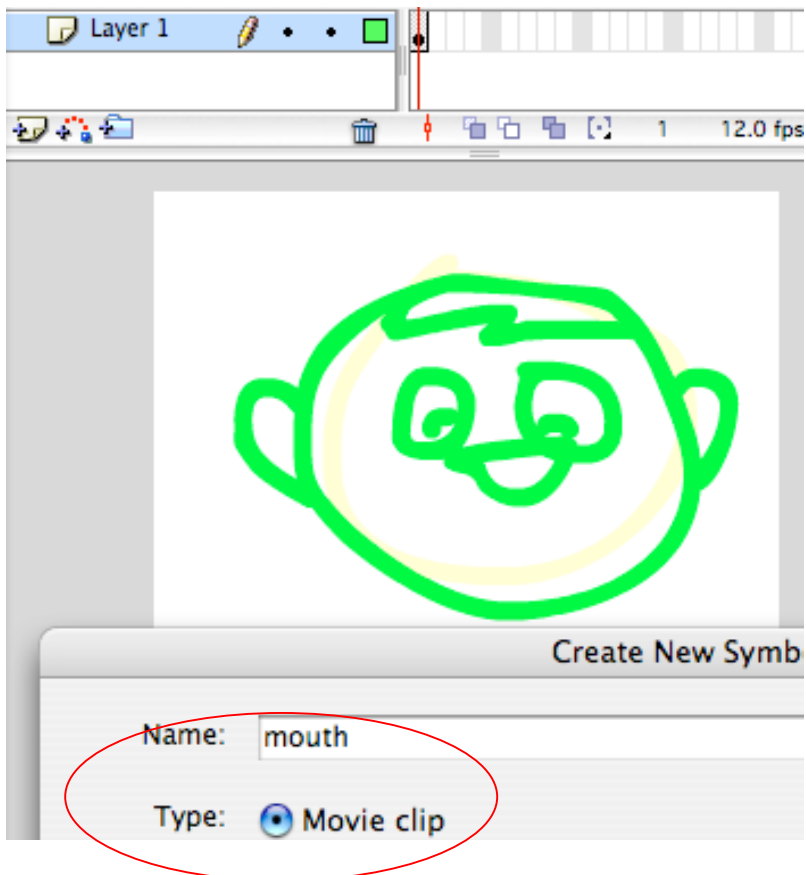 Layer 1
1 12.0 fps
Create New Symb
Name: mouth
Type: Movie clip